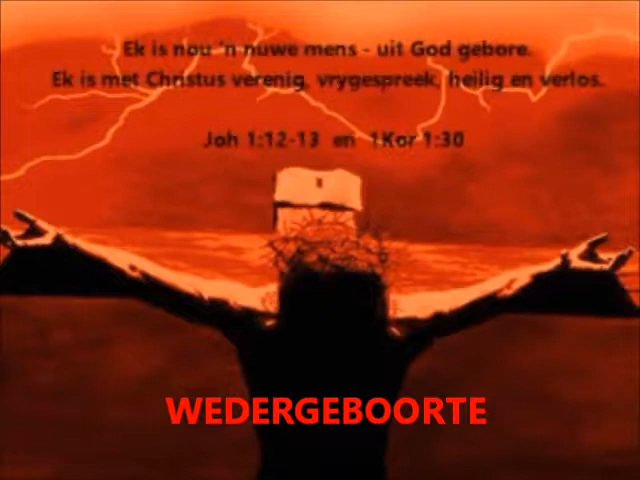 Ek is nou 'n nuwe mens - uit God gebore.
Ek is met Christus verenig, vrygespreek, heilig en verlos.
Joh 1:12-13 en 1Kor 1:30
WEDERGEBOORTE